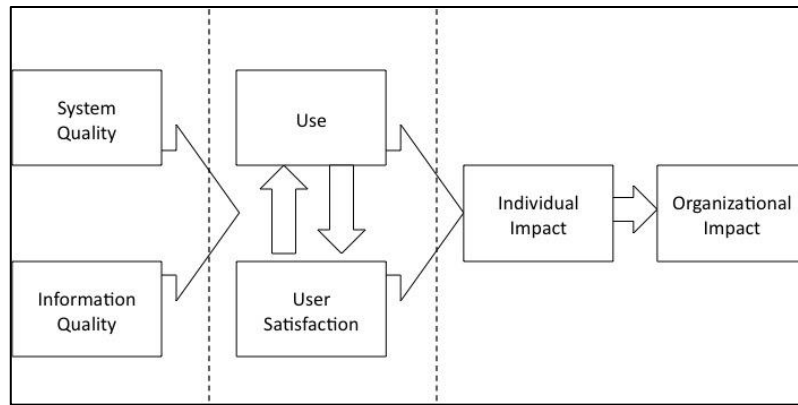 System
Quality
Use
Individual
Impact
Organizational
Impact
Information
Quality
User
Satisfaction